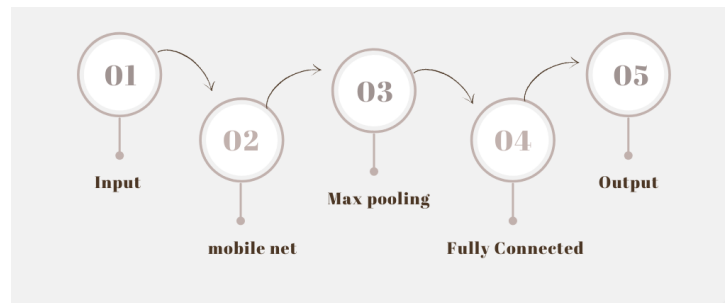 01
Input
02
mobile net
03
Max pooling
04
Fully Connected
05
Output